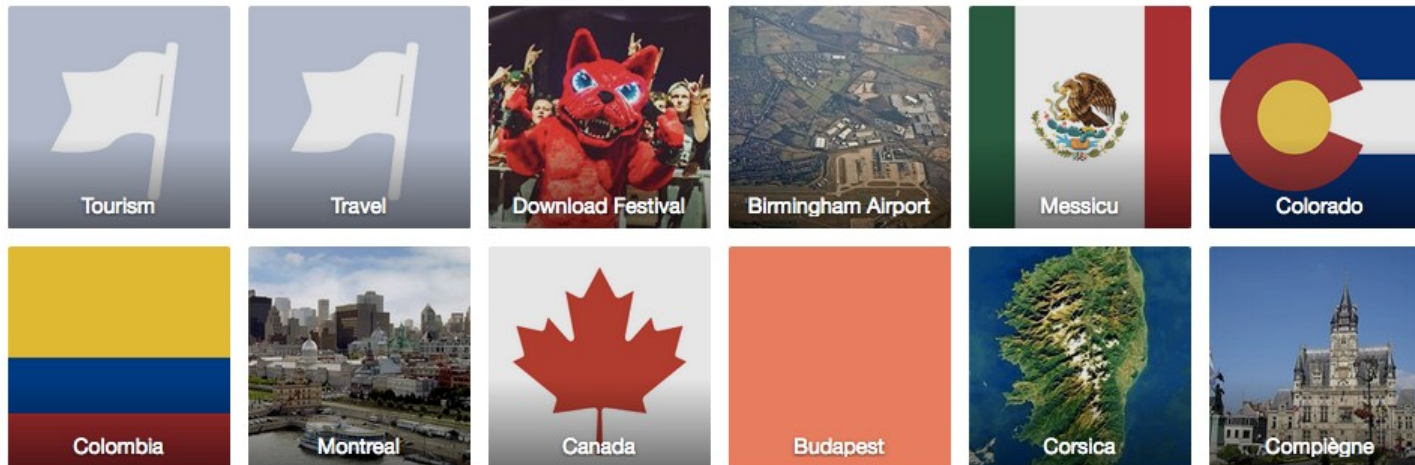 Tourism
Travel
Download Festival
Birmingham Airport
Messicu
Colorado
Colombia
Montreal
Canada
Budapest
Corsica
Compiègne